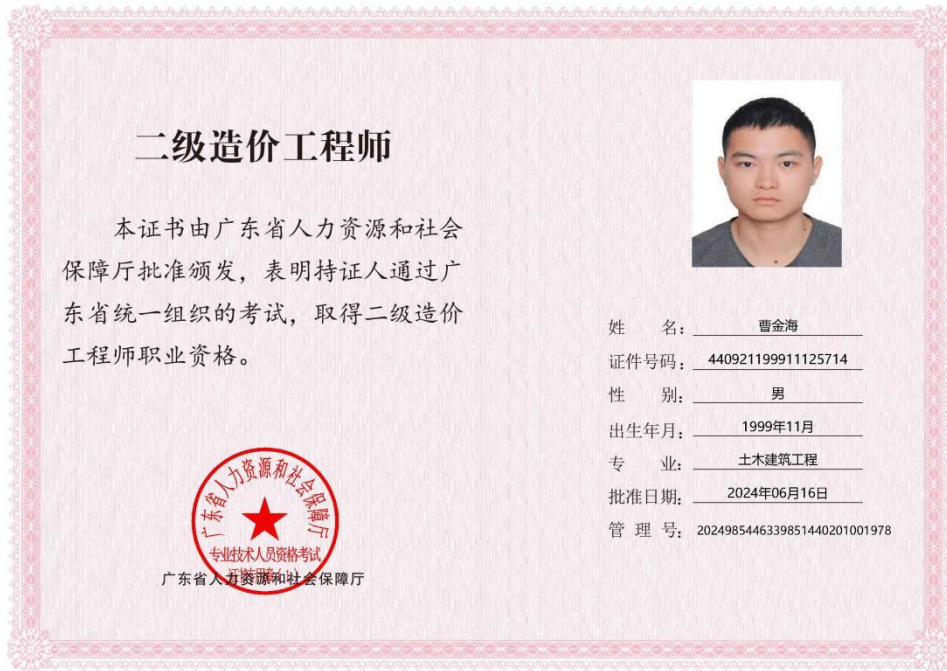 二级造价工程师
本证书由广东省人力资源和社会
保障厅批准颁发，表明持证人通过广
东省统一组织的考试，取得二级造价
工程师职业资格。
姓 名：曹金海
证件号码：440921199911125714
性 别：男
出生年月：1999年11月
专 业：土木建筑工程
批准日期：2024年06月16日
管 理 号：20249854463398514402​01001978
广东省人力资源和社会保障厅
专业技术人员资格考试
广东省人力资源和社会保障厅